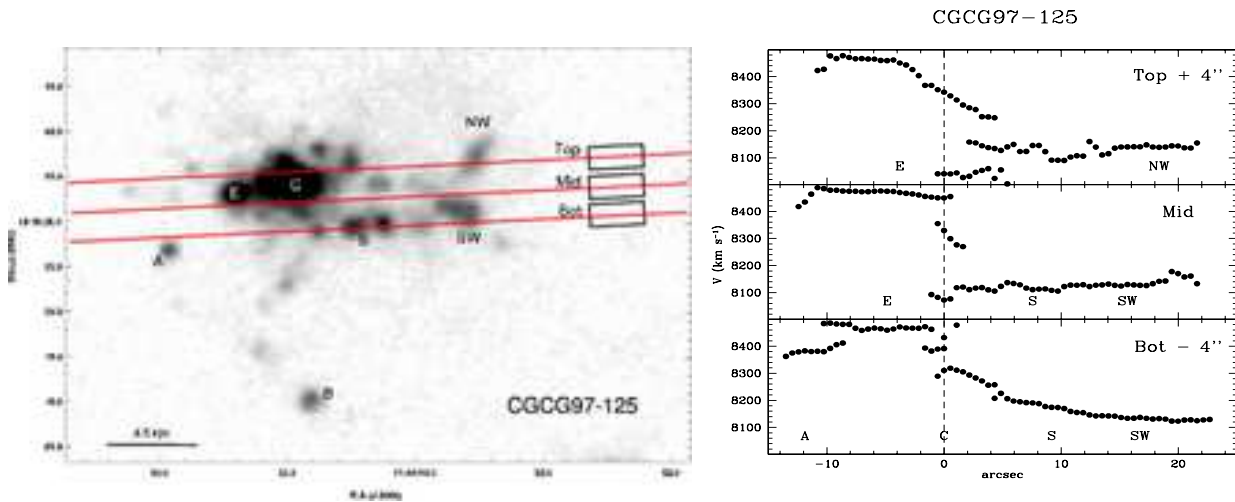 CGCG97-125
NW
Top
Mid
Bot
E
C
S
SW
A
B
CGCG97-125
4.5 kpc
Top + 4''
8400
8300
8200
8100
E
NW
Mid
8400
8300
8200
8100
V (km s⁻¹)
E
S
SW
Bot − 4''
8400
8300
8200
8100
A
C
S
SW
−10
0
10
20
arcsec